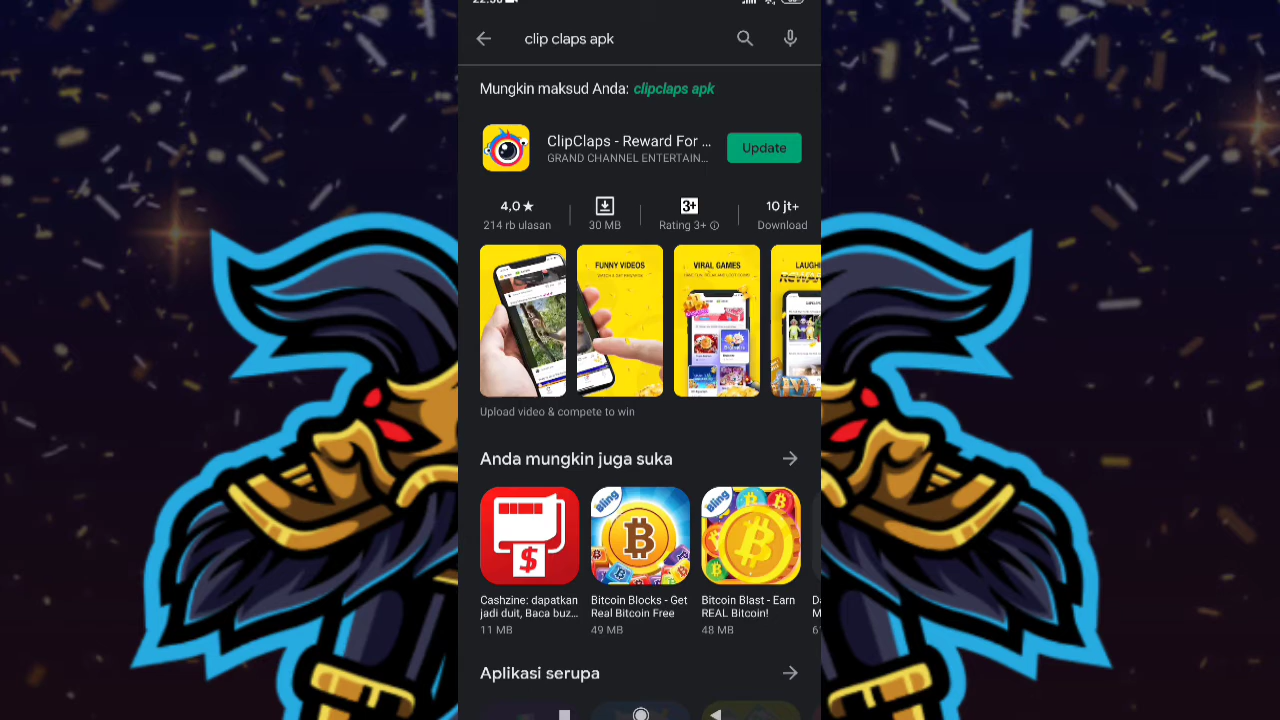 clip claps apk
Mungkin maksud Anda: clipclaps apk
ClipClaps - Reward For ...
GRAND CHANNEL ENTERTAIN...
Update
4,0★
214 rb ulasan
30 MB
3+
Rating 3+
10 jt+
Download
FUNNY VIDEOS
VIRAL GAMES
LAUGH
Upload video & compete to win
Anda mungkin juga suka
$
Bling
Bling
Cashzine: dapatkan
jadi duit, Baca buz...
11 MB
Bitcoin Blocks - Get
Real Bitcoin Free
49 MB
Bitcoin Blast - Earn
REAL Bitcoin!
48 MB
Aplikasi serupa